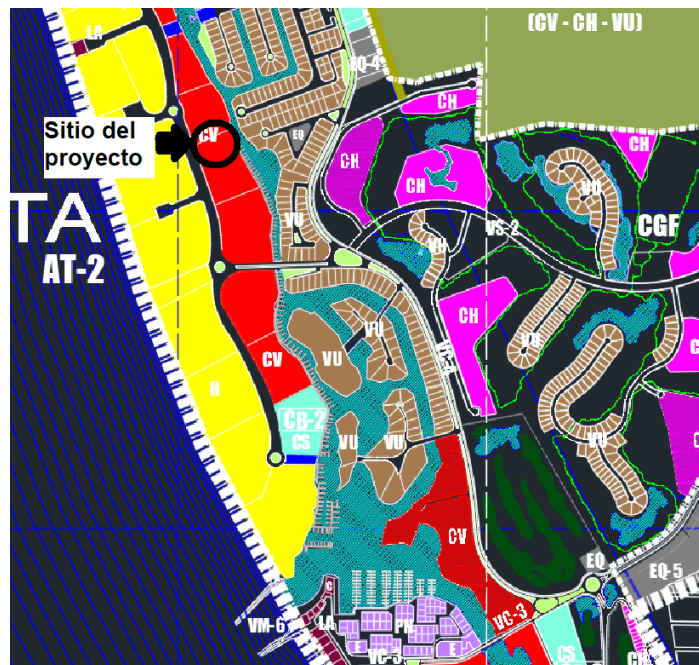 (CV - CH - VU)
LA
EQ-4
CH
Sitio del
proyecto
CV
EQ
CH
CH
CH
VU
VU
TA
AT-2
VS-2
CGF
VU
CH
VU
VU
CV
VU
H
CB-2
CS
VU
VU
VU
CV
EQ
EQ-5
VM-6
LA
PN
VC-3
E
E
VC-3
CS